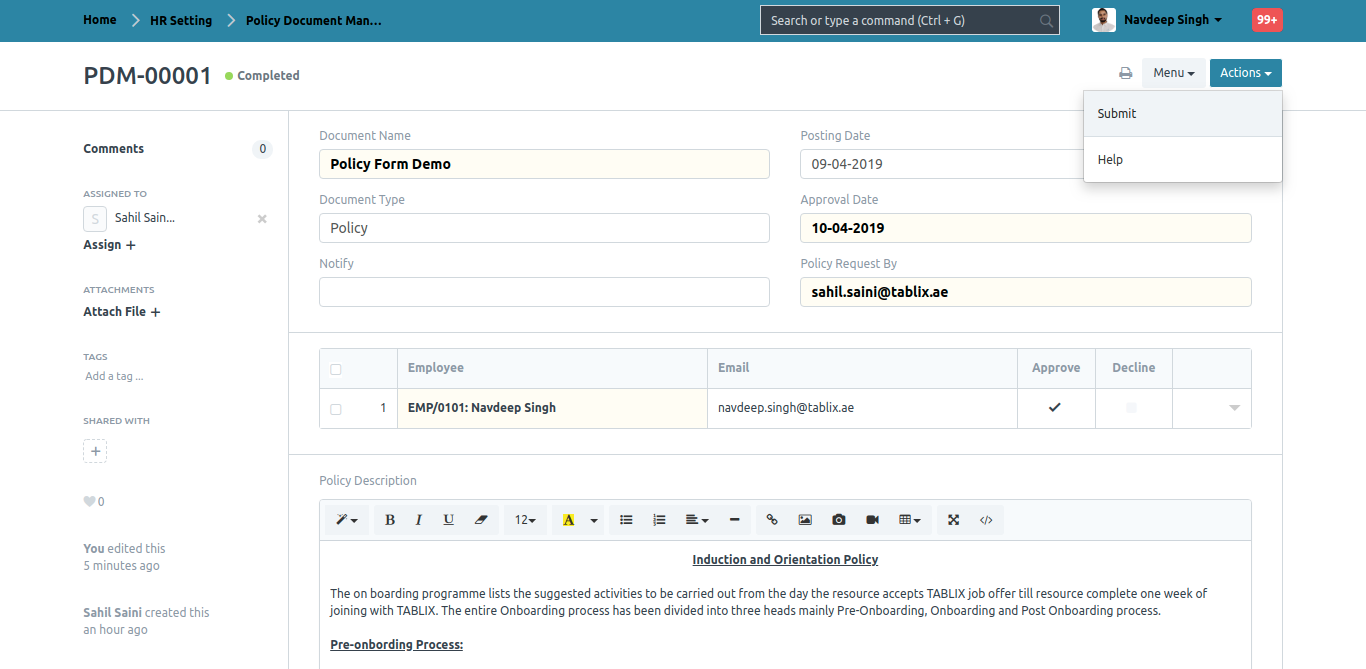 Home
HR Setting
Policy Document Man...
Search or type a command (Ctrl + G)
Navdeep Singh
99+
PDM-00001
Completed
Menu
Actions
Submit
Help
Comments
0
ASSIGNED TO
S
Sahil Sain...
Assign +
ATTACHMENTS
Attach File +
TAGS
Add a tag ...
SHARED WITH
+
0
You edited this
5 minutes ago
Sahil Saini created this
an hour ago
Document Name
Policy Form Demo
Document Type
Policy
Notify
Posting Date
09-04-2019
Approval Date
10-04-2019
Policy Request By
sahil.saini@tablix.ae
Employee Email Approve Decline
1 EMP/0101: Navdeep Singh navdeep.singh@tablix.ae
Policy Description
B I U 12 A </>
Induction and Orientation Policy
The on boarding programme lists the suggested activities to be carried out from the day the resource accepts TABLIX job offer till resource complete one week of
joining with TABLIX. The entire Onboarding process has been divided into three heads mainly Pre-Onboarding, Onboarding and Post Onboarding process.
Pre-onbording Process: